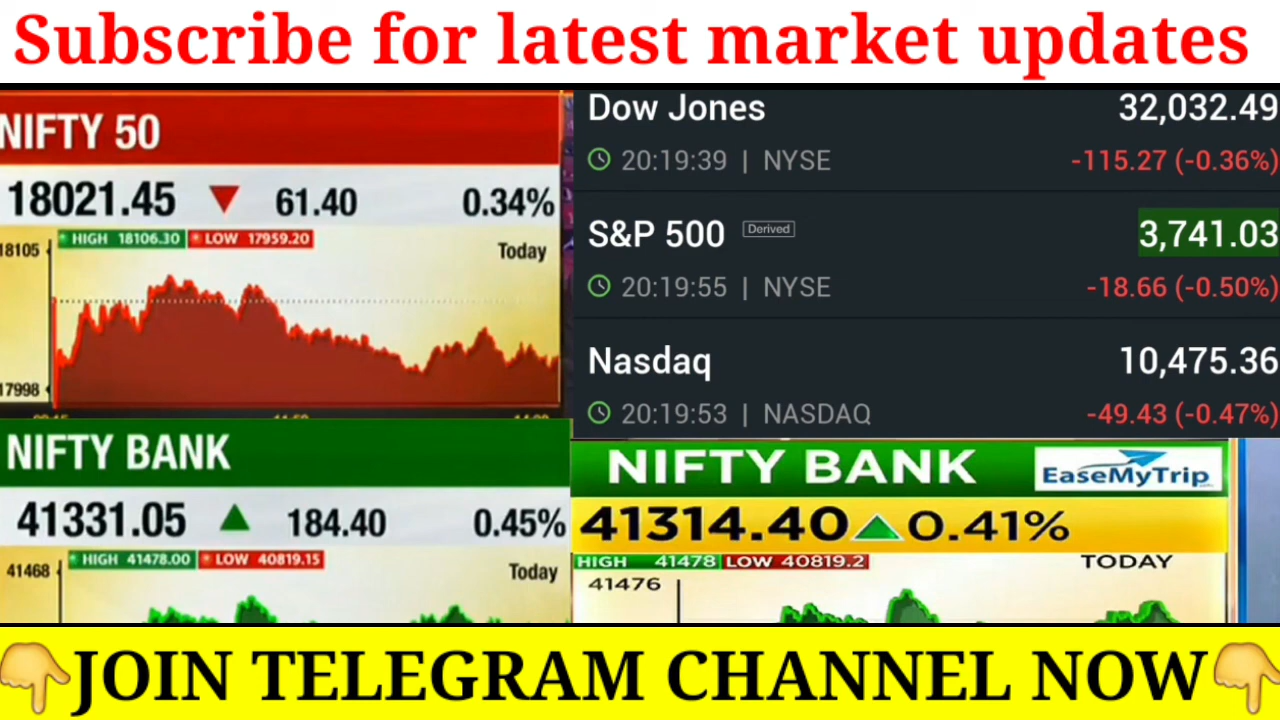 Subscribe for latest market updates
NIFTY 50
18021.45 ▼ 61.40 0.34%
HIGH 18106.30 LOW 17959.20
18105
Today
17998
Dow Jones 32,032.49
20:19:39 | NYSE -115.27 (-0.36%)
S&P 500 Derived 3,741.03
20:19:55 | NYSE -18.66 (-0.50%)
Nasdaq 10,475.36
20:19:53 | NASDAQ -49.43 (-0.47%)
NIFTY BANK
41331.05 ▲ 184.40 0.45%
HIGH 41478.00 LOW 40819.15
41468 Today
NIFTY BANK EaseMyTrip
41314.40 ▲ 0.41%
HIGH 41478 LOW 40819.2 TODAY
41476
👇JOIN TELEGRAM CHANNEL NOW👇